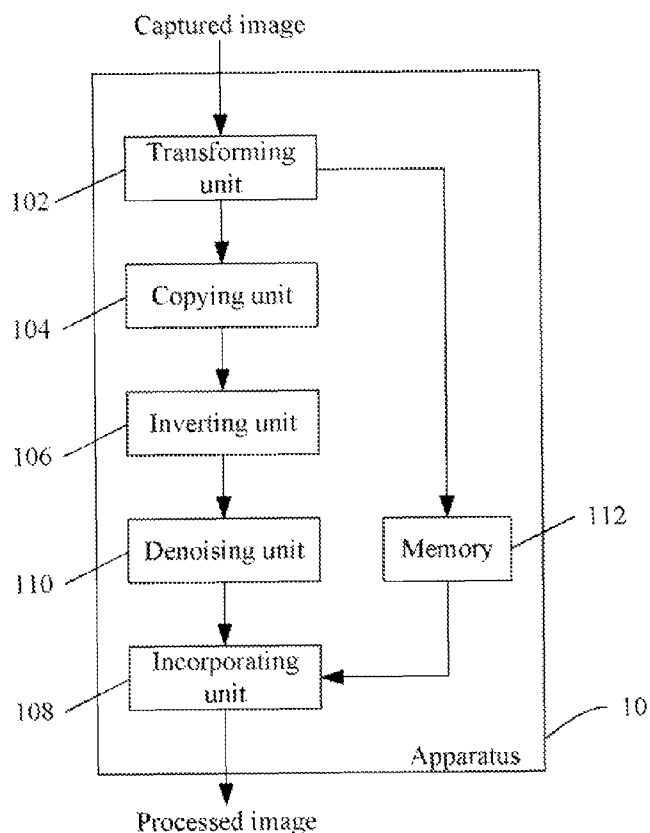 Captured image
Transforming
unit
102
Copying unit
104
Inverting unit
106
Denoising unit
110
Memory
112
Incorporating
unit
108
10
Apparatus
Processed image